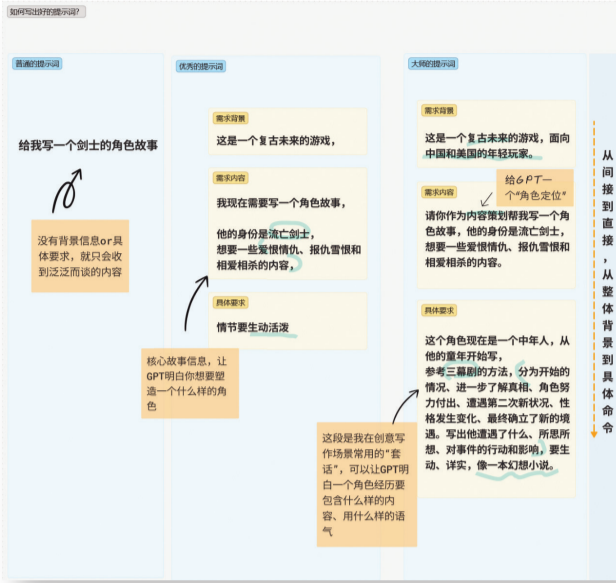 如何写出好的提示词?
普通的提示词
给我写一个剑士的角色故事
没有背景信息or具
体要求，就只会收
到泛泛而谈的内容
优秀的提示词
需求背景
这是一个复古未来的游戏，
需求内容
我现在需要写一个角色故事，
他的身份是流亡剑士，
想要一些爱恨情仇、报仇雪恨和
相爱相杀的内容，
具体要求
情节要生动活泼
核心故事信息，让
GPT明白你想要塑
造一个什么样的角
色
大师的提示词
需求背景
这是一个复古未来的游戏，面向
中国和美国的年轻玩家。
给GPT一
个“角色定位”
需求内容
请你作为内容策划帮我写一个角
色故事，他的身份是流亡剑士，
想要一些爱恨情仇、报仇雪恨和
相爱相杀的内容。
具体要求
这个角色现在是一个中年人，从
他的童年开始写，
参考三幕剧的方法，分为开始的
情况、进一步了解真相、角色努
力付出、遭遇第二次新状况、性
格发生变化、最终确立了新的境
遇。写出他遭遇了什么、所思所
想、对事件的行动和影响，要生
动、详实，像一本幻想小说。
这段是我在创意写
作场景常用的“套
话”，可以让GPT明
白一个角色经历要
包含什么样的内
容、用什么样的语
气
从间接到直接，从整体背景到具体命令